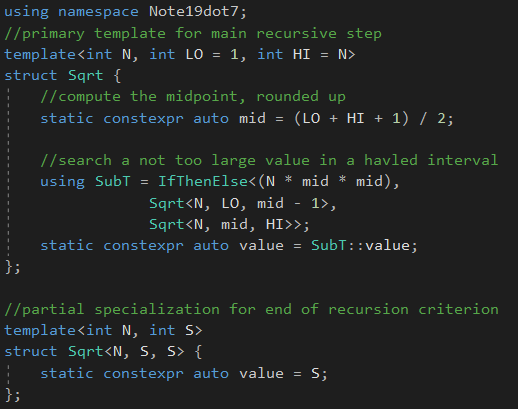 using namespace Note19dot7;
//primary template for main recursive step
template<int N, int LO = 1, int HI = N>
struct Sqrt {
//compute the midpoint, rounded up
static constexpr auto mid = (LO + HI + 1) / 2;
//search a not too large value in a havled interval
using SubT = IfThenElse<(N * mid * mid),
Sqrt<N, LO, mid - 1>,
Sqrt<N, mid, HI>>;
static constexpr auto value = SubT::value;
};
//partial specialization for end of recursion criterion
template<int N, int S>
struct Sqrt<N, S, S> {
static constexpr auto value = S;
};